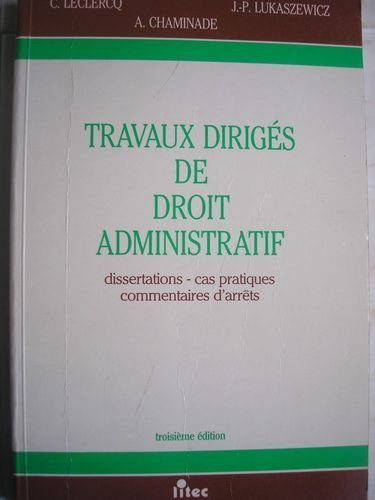 C. LECLERCQ
J.-P. LUKASZEWICZ
A. CHAMINADE
TRAVAUX DIRIGÉS
DE
DROIT
ADMINISTRATIF
dissertations - cas pratiques
commentaires d'arrêts
troisième édition
litec